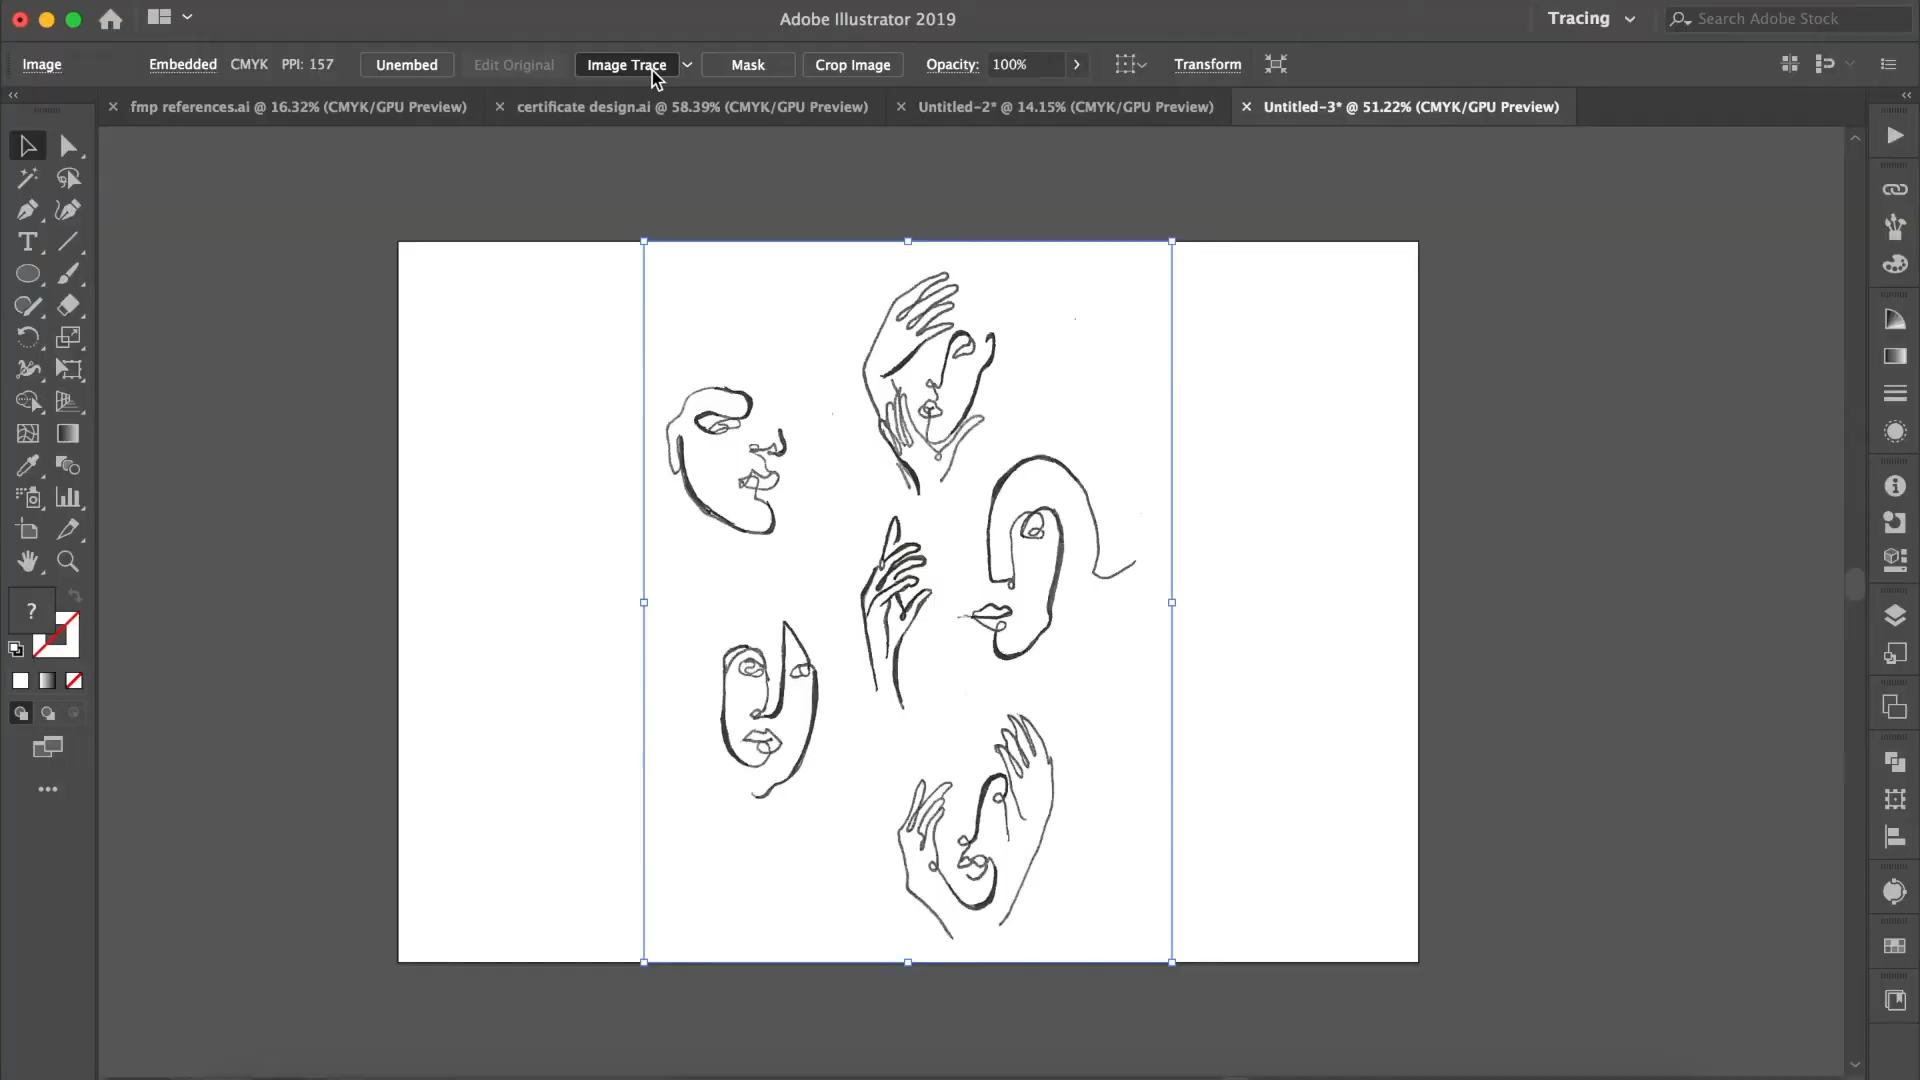 Adobe Illustrator 2019
Tracing
Search Adobe Stock
Image
Embedded CMYK PPI: 157 Unembed Edit Original Image Trace Mask Crop Image Opacity: 100% Transform
fmp references.ai @ 16.32% (CMYK/GPU Preview)
certificate design.ai @ 58.39% (CMYK/GPU Preview)
Untitled-2* @ 14.15% (CMYK/GPU Preview)
Untitled-3* @ 51.22% (CMYK/GPU Preview)
?